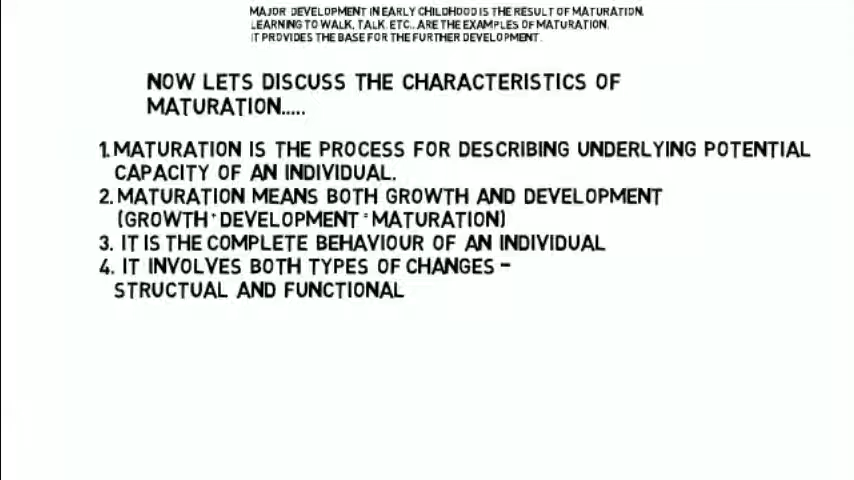 MAJOR DEVELOPMENT IN EARLY CHILDHOOD IS THE RESULT OF MATURATION.
LEARNING TO WALK, TALK, ETC., ARE THE EXAMPLES OF MATURATION.
IT PROVIDES THE BASE FOR THE FURTHER DEVELOPMENT.
NOW LETS DISCUSS THE CHARACTERISTICS OF
MATURATION.....
1. MATURATION IS THE PROCESS FOR DESCRIBING UNDERLYING POTENTIAL
CAPACITY OF AN INDIVIDUAL.
2. MATURATION MEANS BOTH GROWTH AND DEVELOPMENT
(GROWTH+DEVELOPMENT=MATURATION)
3. IT IS THE COMPLETE BEHAVIOUR OF AN INDIVIDUAL
4. IT INVOLVES BOTH TYPES OF CHANGES -
STRUCTUAL AND FUNCTIONAL